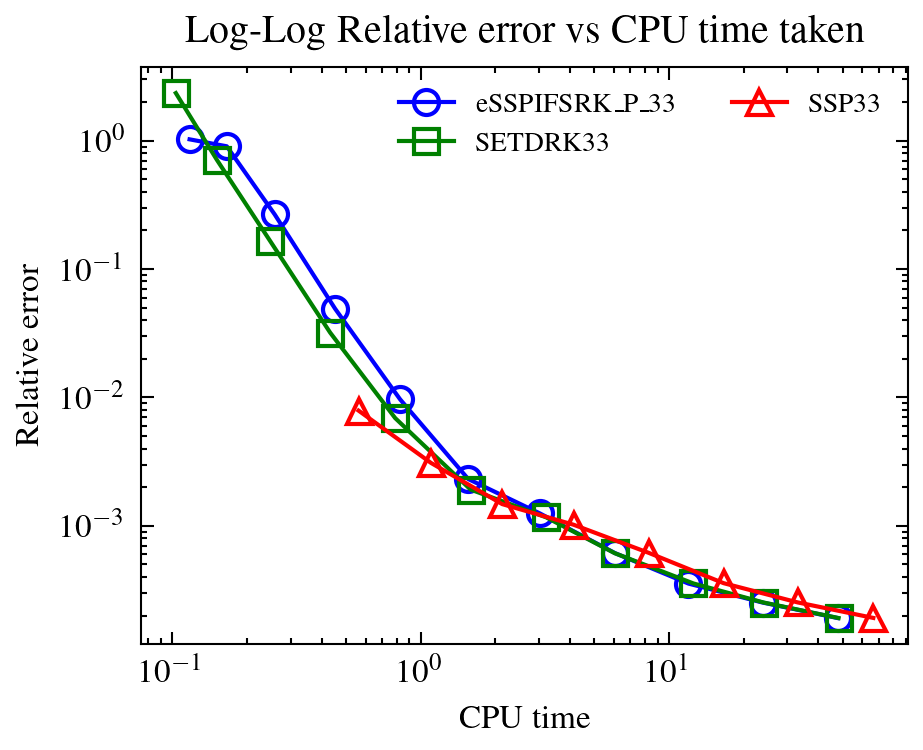 Log-Log Relative error vs CPU time taken
eSSPIFSRK_P_33
SETDRK33
SSP33
Relative error
10^0
10^−1
10^−2
10^−3
10^−1
10^0
10^1
CPU time